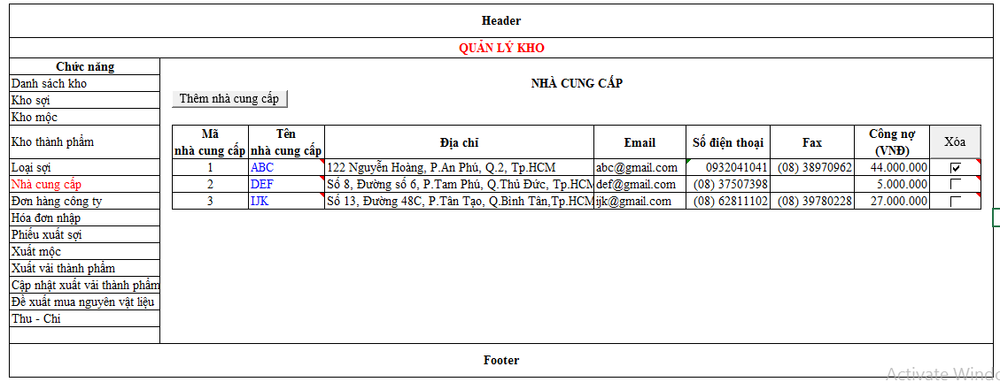 Header
QUẢN LÝ KHO
Chức năng
Danh sách kho
Kho sợi
Kho mộc
Kho thành phẩm
Loại sợi
Nhà cung cấp
Đơn hàng công ty
Hóa đơn nhập
Phiếu xuất sợi
Xuất mộc
Xuất vải thành phẩm
Cập nhật xuất vải thành phẩm
Đề xuất mua nguyên vật liệu
Thu - Chi
NHÀ CUNG CẤP
Thêm nhà cung cấp
Mã nhà cung cấp Tên nhà cung cấp Địa chỉ Email Số điện thoại Fax Công nợ (VNĐ) Xóa
1 ABC 122 Nguyễn Hoàng, P.An Phú, Q.2, Tp.HCM abc@gmail.com 0932041041 (08) 38970962 44.000.000
2 DEF Số 8, Đường số 6, P.Tam Phú, Q.Thủ Đức, Tp.HCM def@gmail.com (08) 37507398 5.000.000
3 IJK Số 13, Đường 48C, P.Tân Tạo, Q.Bình Tân,Tp.HCM ijk@gmail.com (08) 62811102 (08) 39780228 27.000.000
Footer
Activate Windo